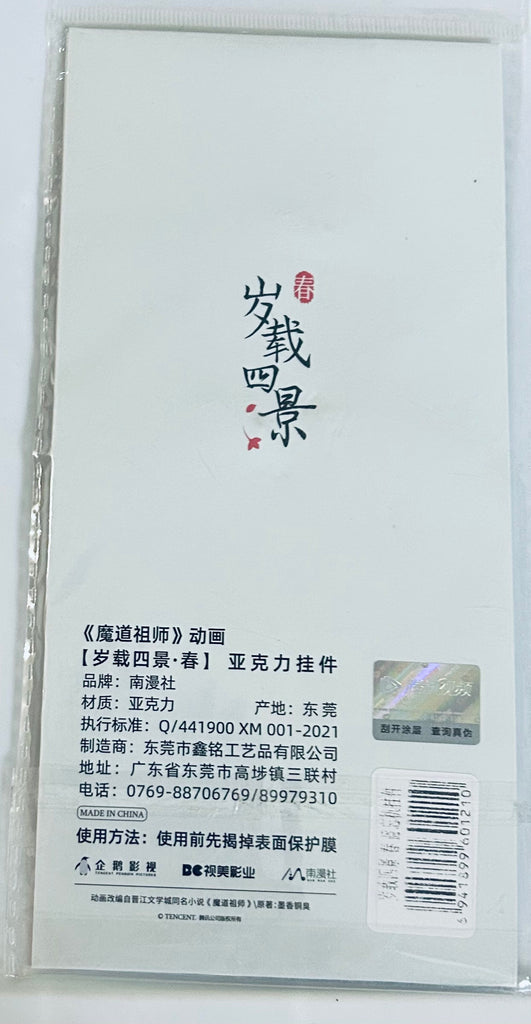 春
岁载四景
《魔道祖师》动画
【岁载四景·春】 亚克力挂件
品牌：南漫社
材质：亚克力 产地：东莞
执行标准：Q/441900 XM 001-2021
制造商：东莞市鑫铭工艺品有限公司
地址：广东省东莞市高埗镇三联村
电话：0769-88706769/89979310
MADE IN CHINA
使用方法：使用前先揭掉表面保护膜
企鹅影视
TENCENT PENGUIN PICTURES
视美影业
南漫社
动画改编自晋江文学城同名小说《魔道祖师》\原著：墨香铜臭
© TENCENT 腾讯公司版权所有
刮开涂层 查询真伪
6941899601210